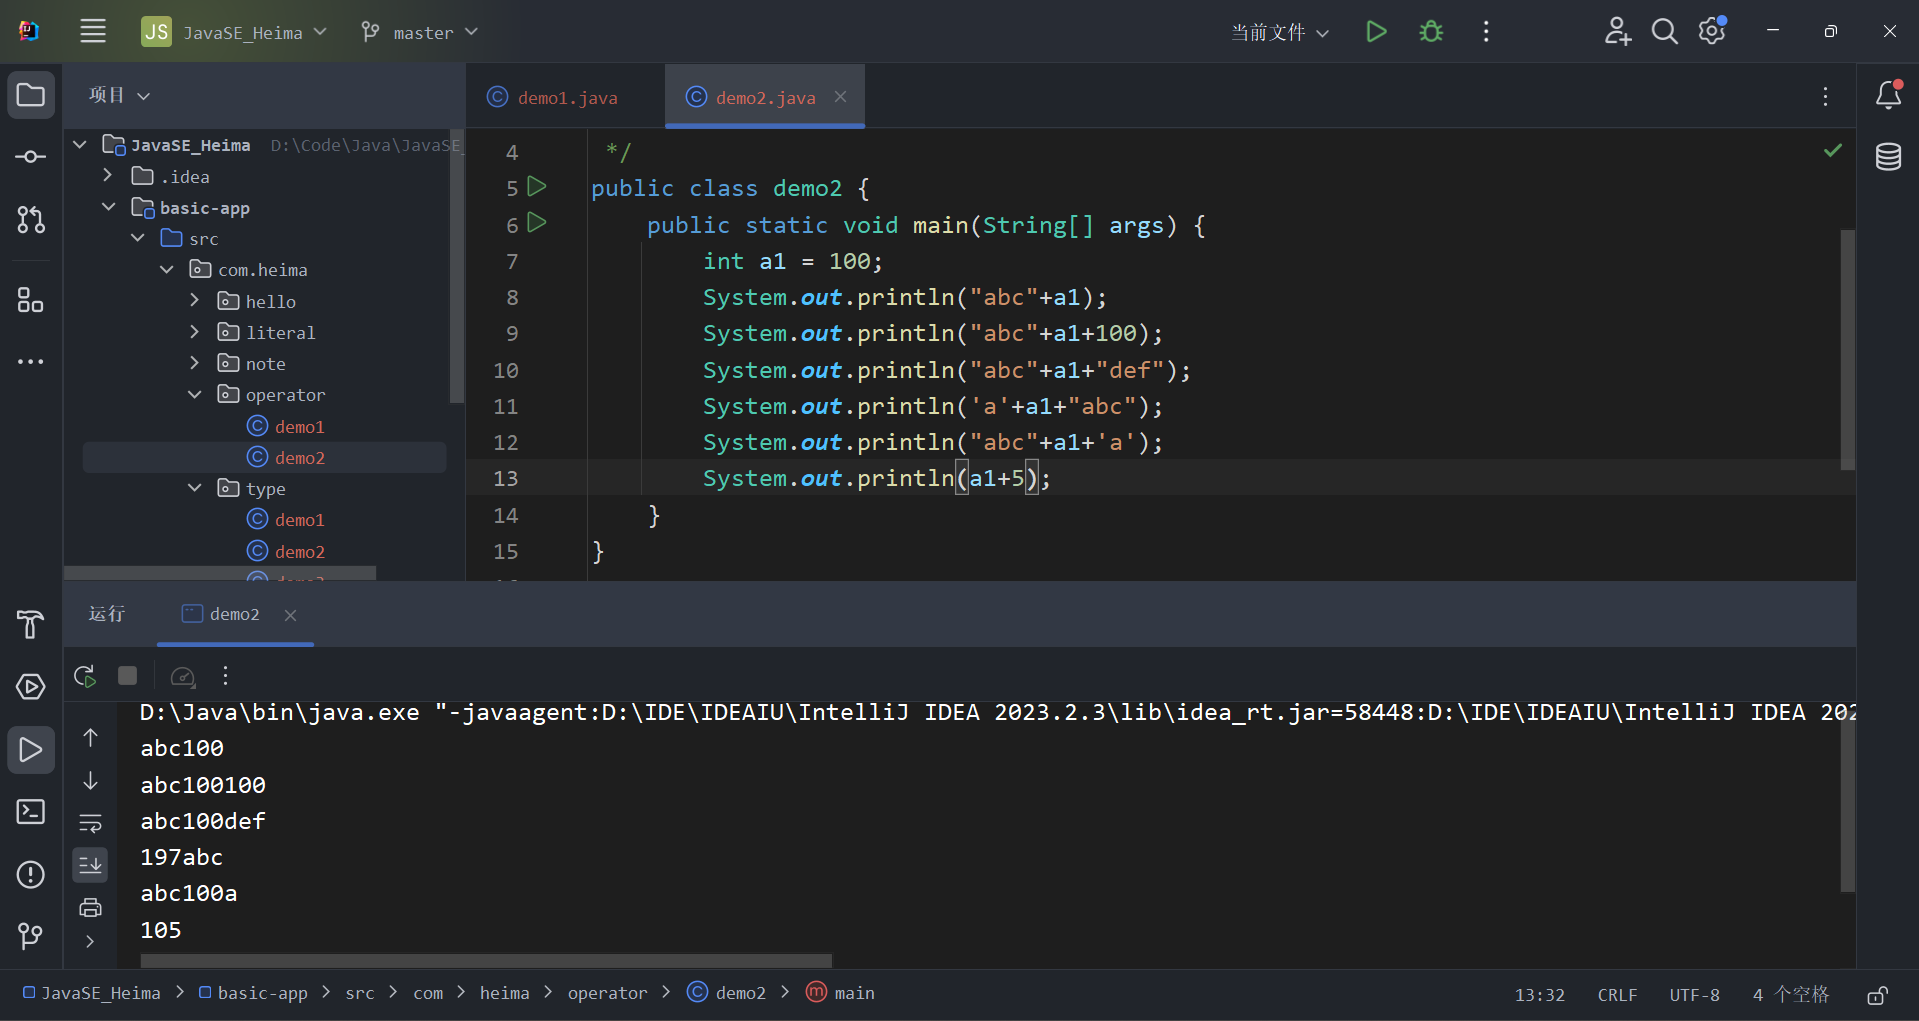 JS JavaSE_Heima master 当前文件
项目 demo1.java demo2.java
JavaSE_Heima D:\Code\Java\JavaSE_
.idea
basic-app
src
com.heima
hello
literal
note
operator
demo1
demo2
type
demo1
demo2
4 */
5 public class demo2 {
6 public static void main(String[] args) {
7 int a1 = 100;
8 System.out.println("abc"+a1);
9 System.out.println("abc"+a1+100);
10 System.out.println("abc"+a1+"def");
11 System.out.println('a'+a1+"abc");
12 System.out.println("abc"+a1+'a');
13 System.out.println(a1+5);
14 }
15 }
运行 demo2
D:\Java\bin\java.exe "-javaagent:D:\IDE\IDEAIU\IntelliJ IDEA 2023.2.3\lib\idea_rt.jar=58448:D:\IDE\IDEAIU\IntelliJ IDEA 202
abc100
abc100100
abc100def
197abc
abc100a
105
JavaSE_Heima > basic-app > src > com > heima > operator > demo2 > main 13:32 CRLF UTF-8 4 个空格